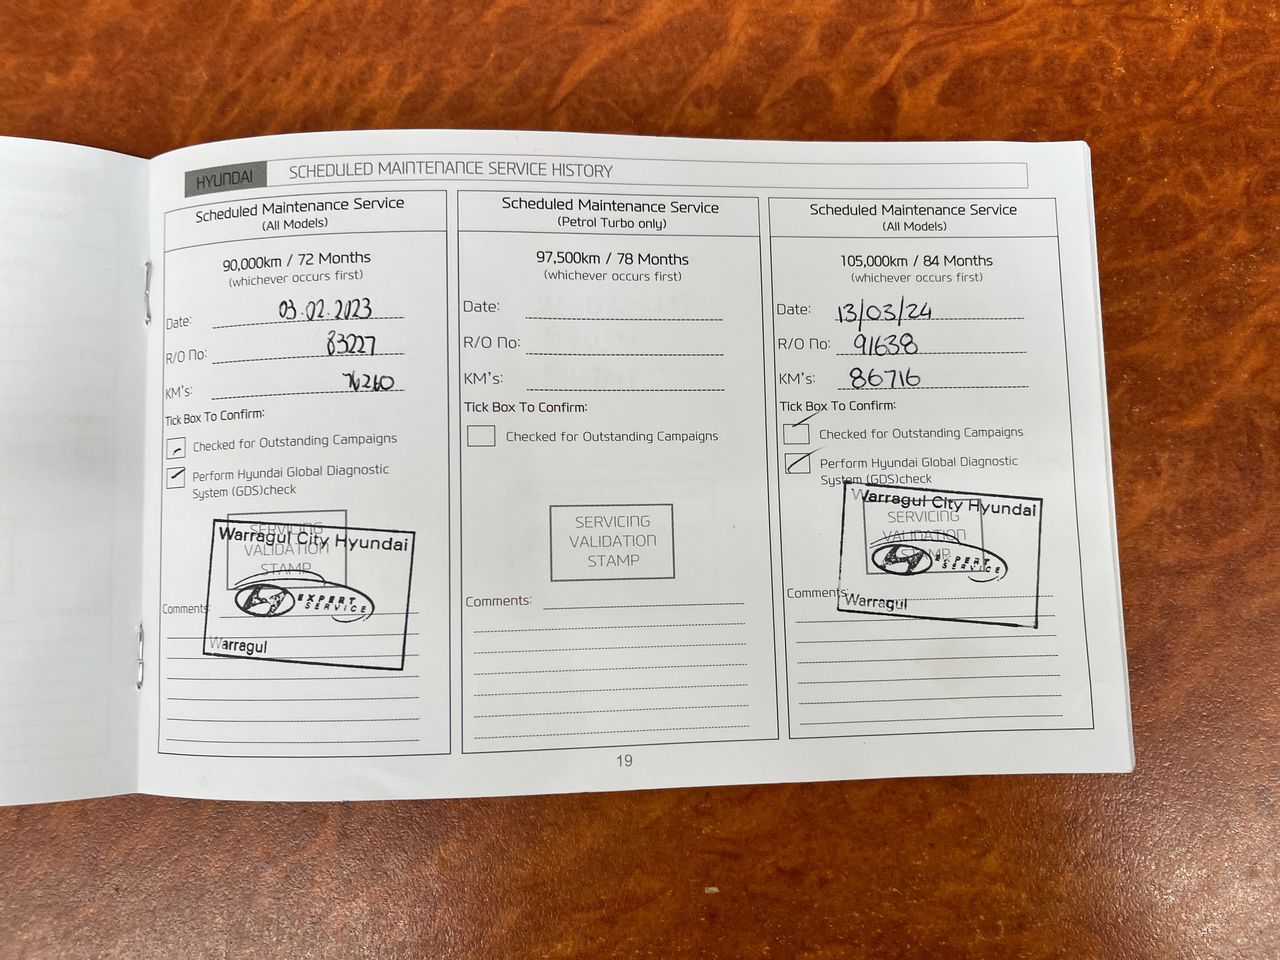 HYUNDAI
SCHEDULED MAINTENANCE SERVICE HISTORY
Scheduled Maintenance Service
(All Models)
90,000km / 72 Months
(whichever occurs first)
Date: 03.02.2023
R/O No: 83227
KM's: 76260
Tick Box To Confirm:
Checked for Outstanding Campaigns
Perform Hyundai Global Diagnostic
System (GDS)check
SERVICING
VALIDATION
STAMP
Warragul City Hyundai
EXPERT
SERVICE
Warragul
Comments:
Scheduled Maintenance Service
(Petrol Turbo only)
97,500km / 78 Months
(whichever occurs first)
Date:
R/O No:
KM's:
Tick Box To Confirm:
Checked for Outstanding Campaigns
SERVICING
VALIDATION
STAMP
Comments:
Scheduled Maintenance Service
(All Models)
105,000km / 84 Months
(whichever occurs first)
Date: 13/03/24
R/O No: 91638
KM's: 86716
Tick Box To Confirm:
Checked for Outstanding Campaigns
Perform Hyundai Global Diagnostic
System (GDS)check
Warragul City Hyundai
SERVICING
VALIDATION
STAMP
EXPERT
SERVICE
Comments:
Warragul
19